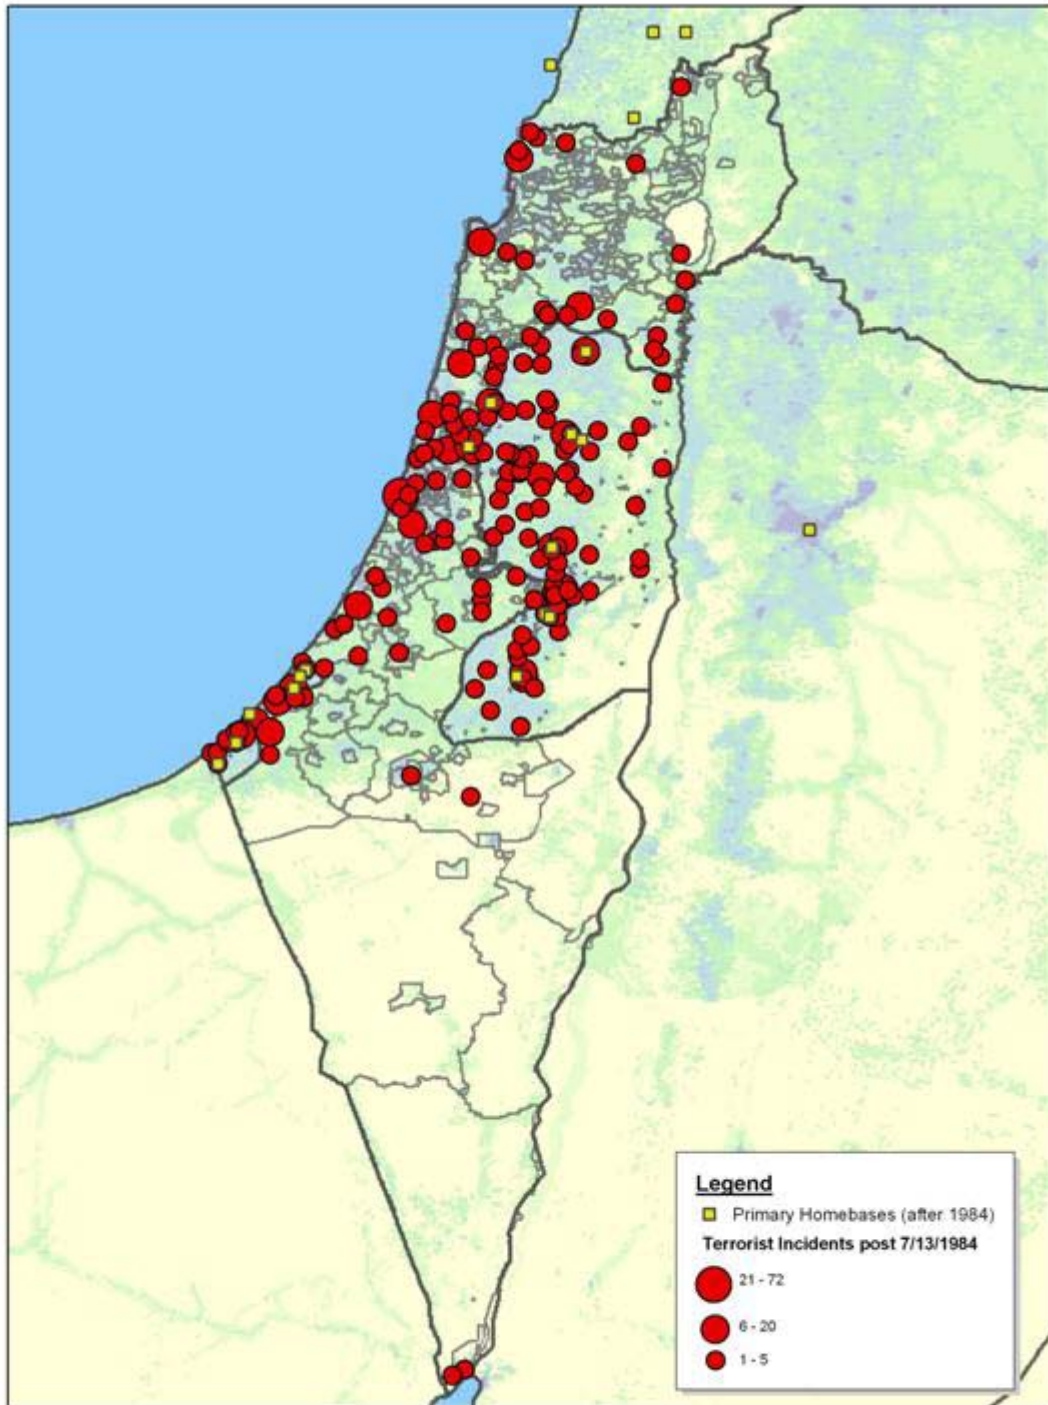 Legend
Primary Homebases (after 1984)
Terrorist Incidents post 7/13/1984
21 - 72
6 - 20
1 - 5